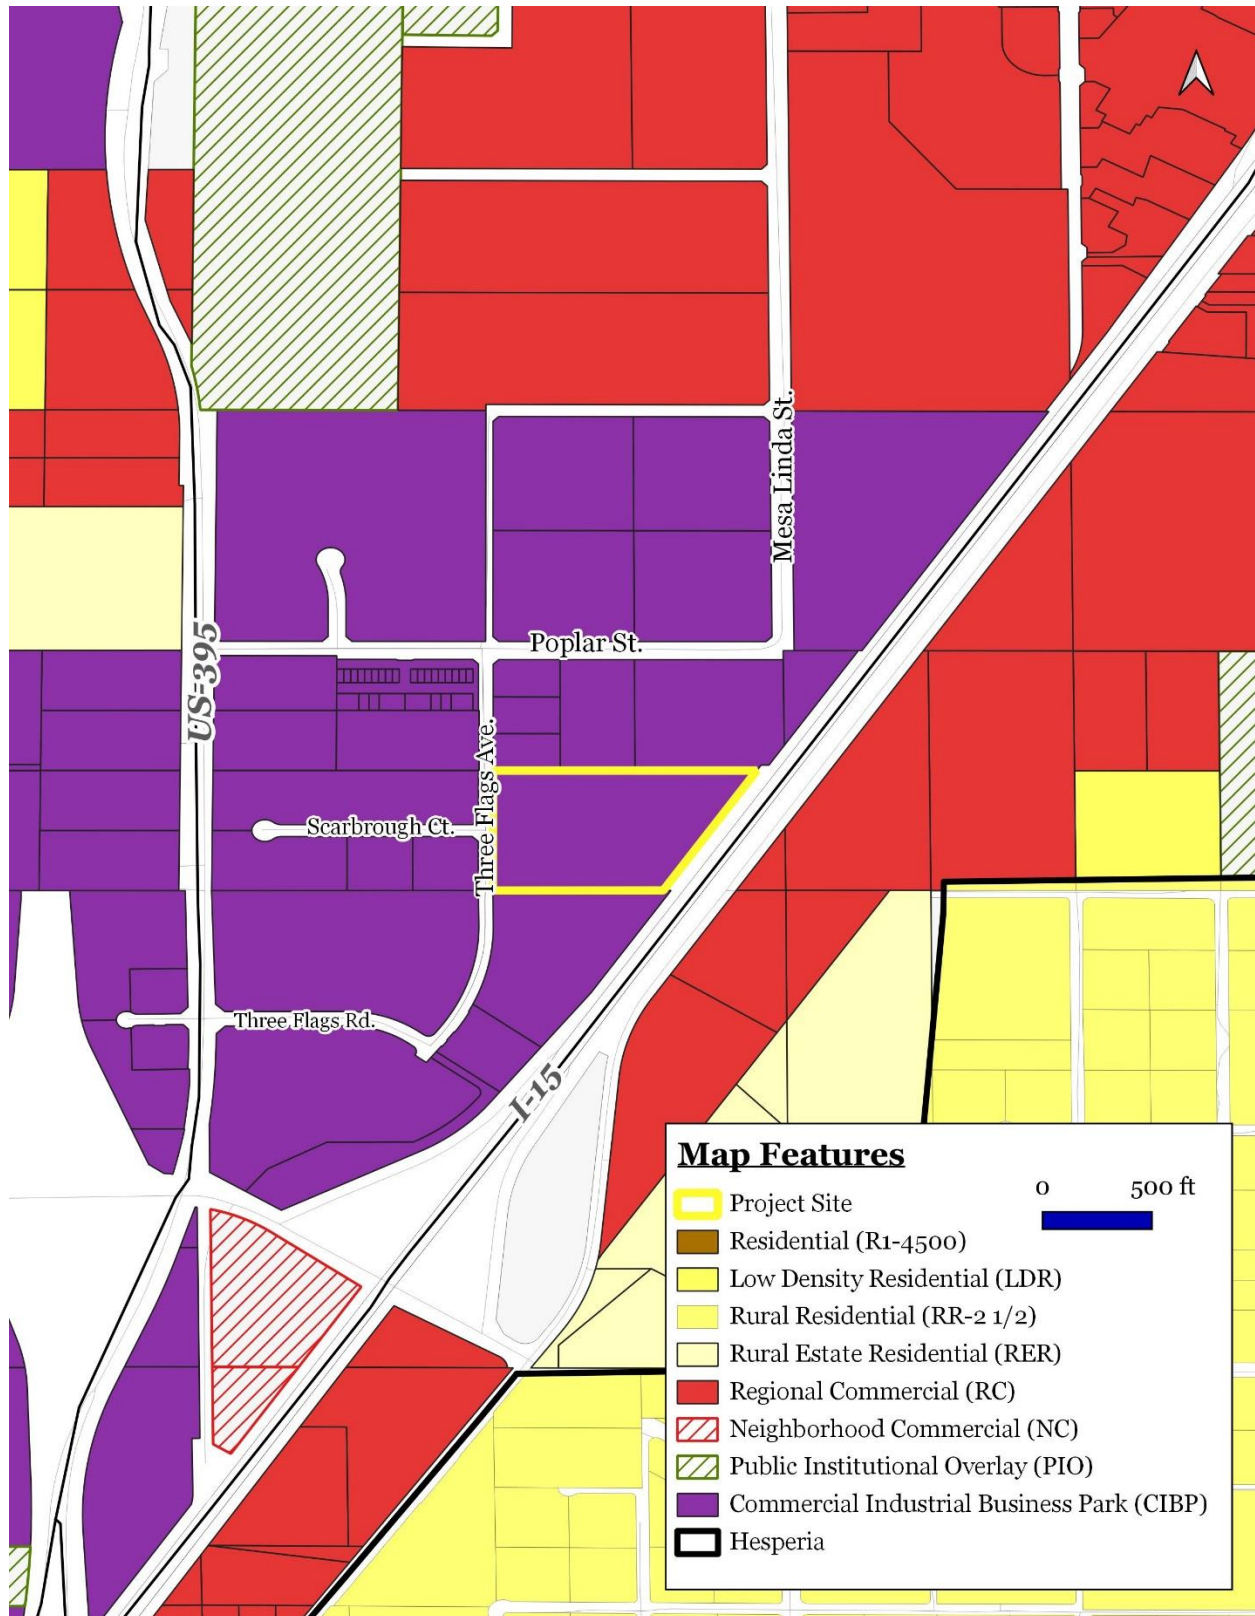 Mesa Linda St.
Poplar St.
US-395
Three Flags Ave.
Scarbrough Ct.
Three Flags Rd.
I-15
Map Features
0 500 ft
Project Site
Residential (R1-4500)
Low Density Residential (LDR)
Rural Residential (RR-2 1/2)
Rural Estate Residential (RER)
Regional Commercial (RC)
Neighborhood Commercial (NC)
Public Institutional Overlay (PIO)
Commercial Industrial Business Park (CIBP)
Hesperia